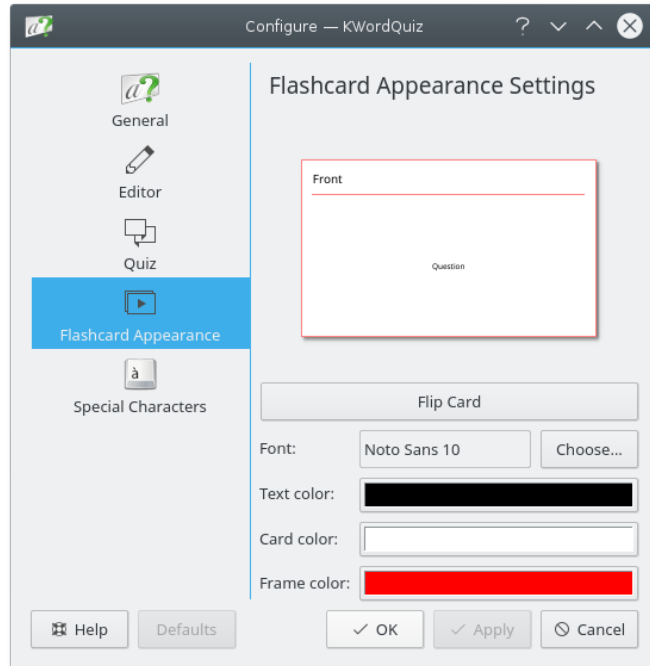 Configure — KWordQuiz
General
Editor
Quiz
Flashcard Appearance
à
Special Characters
Flashcard Appearance Settings
Front
Question
Flip Card
Font: Noto Sans 10 Choose...
Text color:
Card color:
Frame color:
Help Defaults OK Apply Cancel